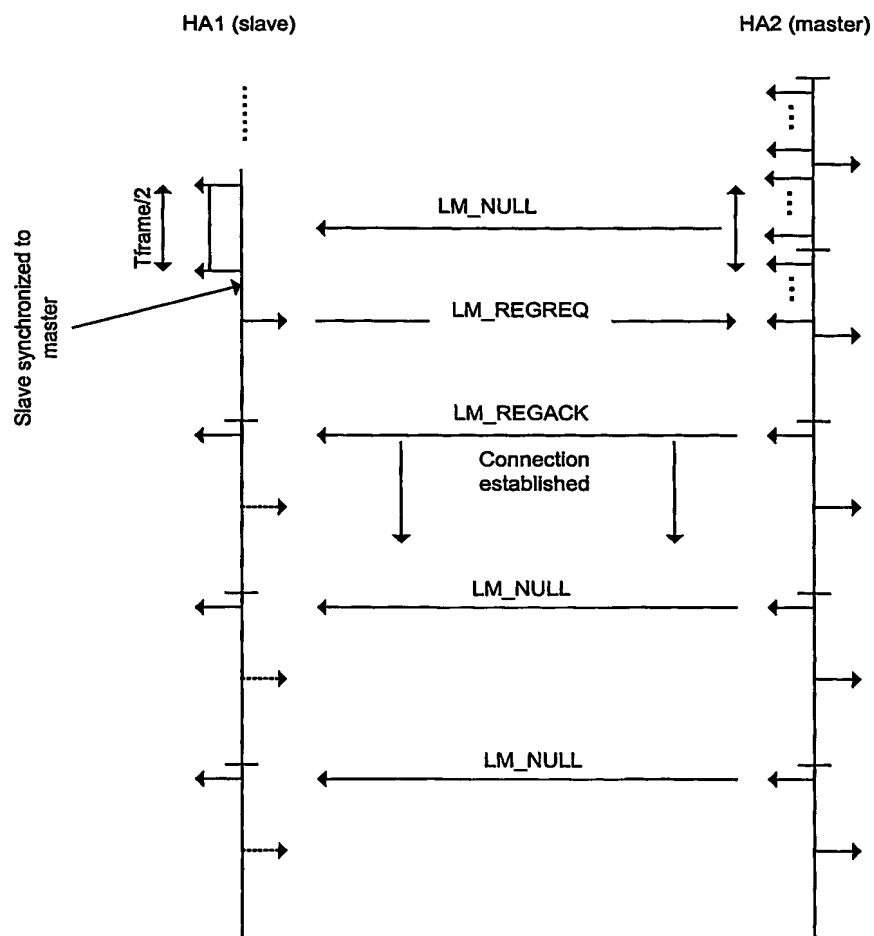 HA1 (slave)
HA2 (master)
Tframe/2
LM_NULL
Slave synchronized to
master
LM_REGREQ
LM_REGACK
Connection
established
LM_NULL
LM_NULL